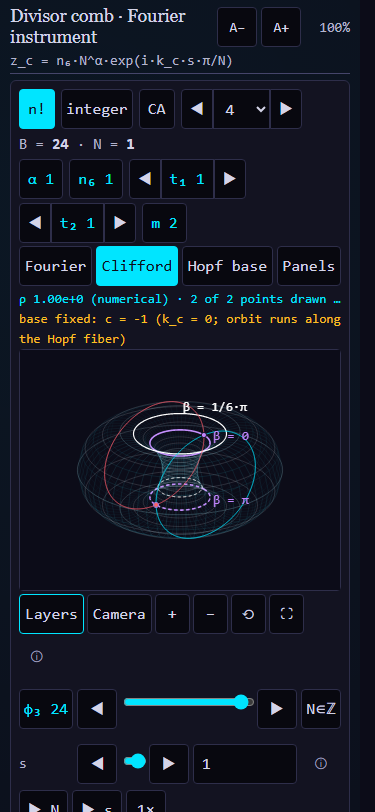 Divisor comb · Fourier
instrument
A− A+ 100%
z_c = n₆·N^α·exp(i·k_c·s·π/N)
n! integer CA ◀ 4 ▶
B = 24 · N = 1
α 1 n₆ 1 ◀ t₁ 1 ▶
◀ t₂ 1 ▶ m 2
Fourier Clifford Hopf base Panels
ρ 1.00e+0 (numerical) · 2 of 2 points drawn …
base fixed: c = -1 (k_c = 0; orbit runs along
the Hopf fiber)
β = 1/6·π
β = 0
β = π
Layers Camera + − ⟲ ⛶
ⓘ
ϕ₃ 24 ◀ ▶ N∈ℤ
s ◀ ▶ 1 ⓘ
▶ N ▶ s 1x